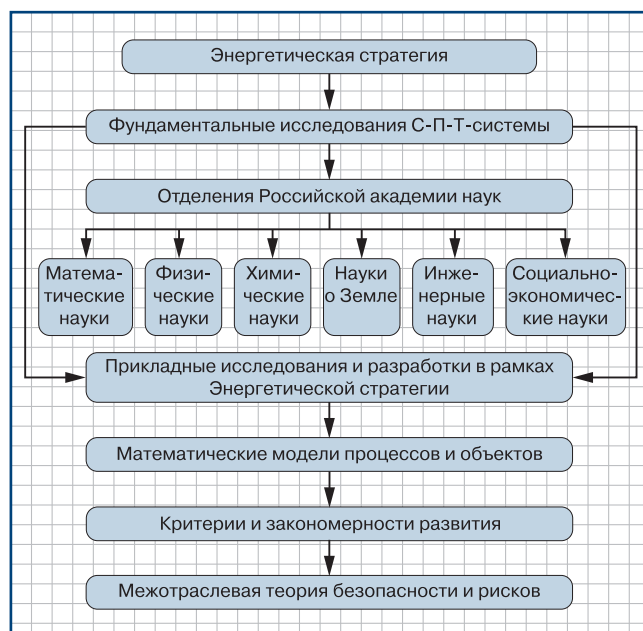 Энергетическая стратегия
Фундаментальные исследования С-П-Т-системы
Отделения Российской академии наук
Матема-
тические
науки
Физи-
ческие
науки
Хими-
ческие
науки
Науки
о Земле
Инже-
нерные
науки
Социально-
экономичес-
кие науки
Прикладные исследования и разработки в рамках
Энергетической стратегии
Математические модели процессов и объектов
Критерии и закономерности развития
Межотраслевая теория безопасности и рисков